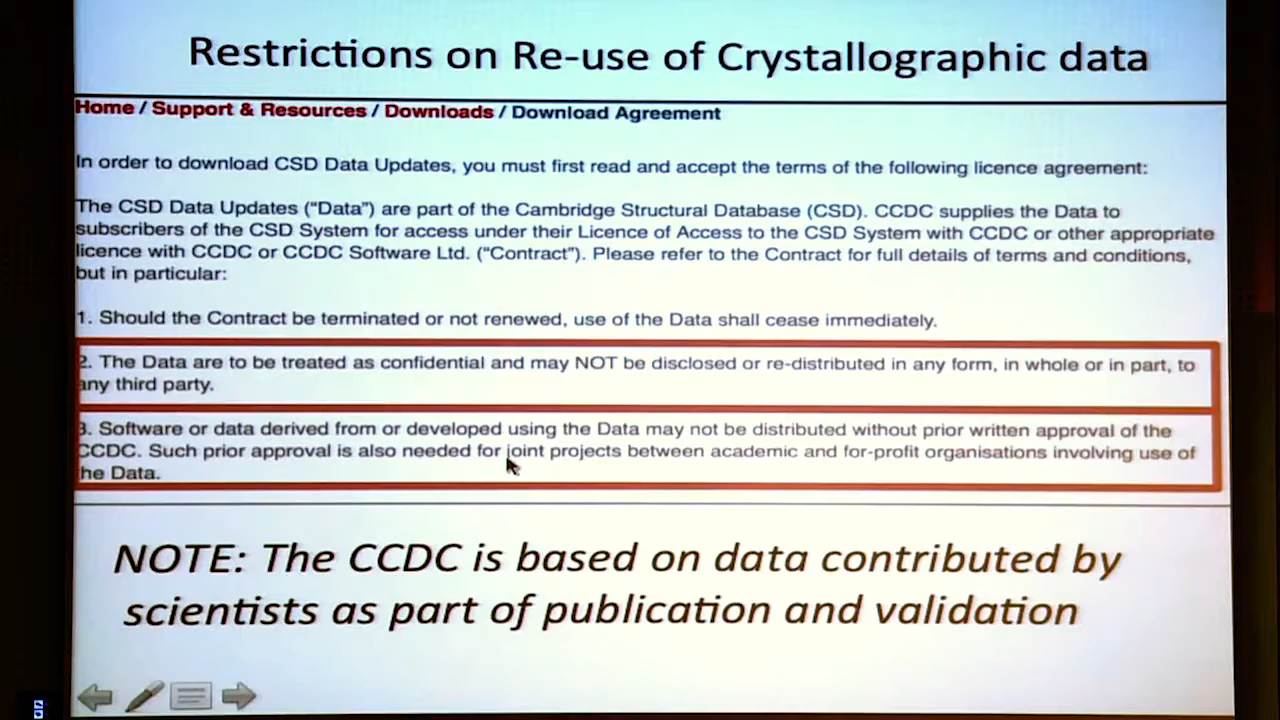 Restrictions on Re-use of Crystallographic data
Home / Support & Resources / Downloads / Download Agreement
In order to download CSD Data Updates, you must first read and accept the terms of the following licence agreement:
The CSD Data Updates (“Data”) are part of the Cambridge Structural Database (CSD). CCDC supplies the Data to
subscribers of the CSD System for access under their Licence of Access to the CSD System with CCDC or other appropriate
licence with CCDC or CCDC Software Ltd. (“Contract”). Please refer to the Contract for full details of terms and conditions,
but in particular:
1. Should the Contract be terminated or not renewed, use of the Data shall cease immediately.
2. The Data are to be treated as confidential and may NOT be disclosed or re-distributed in any form, in whole or in part, to
any third party.
3. Software or data derived from or developed using the Data may not be distributed without prior written approval of the
CCDC. Such prior approval is also needed for joint projects between academic and for-profit organisations involving use of
the Data.
NOTE: The CCDC is based on data contributed by
scientists as part of publication and validation